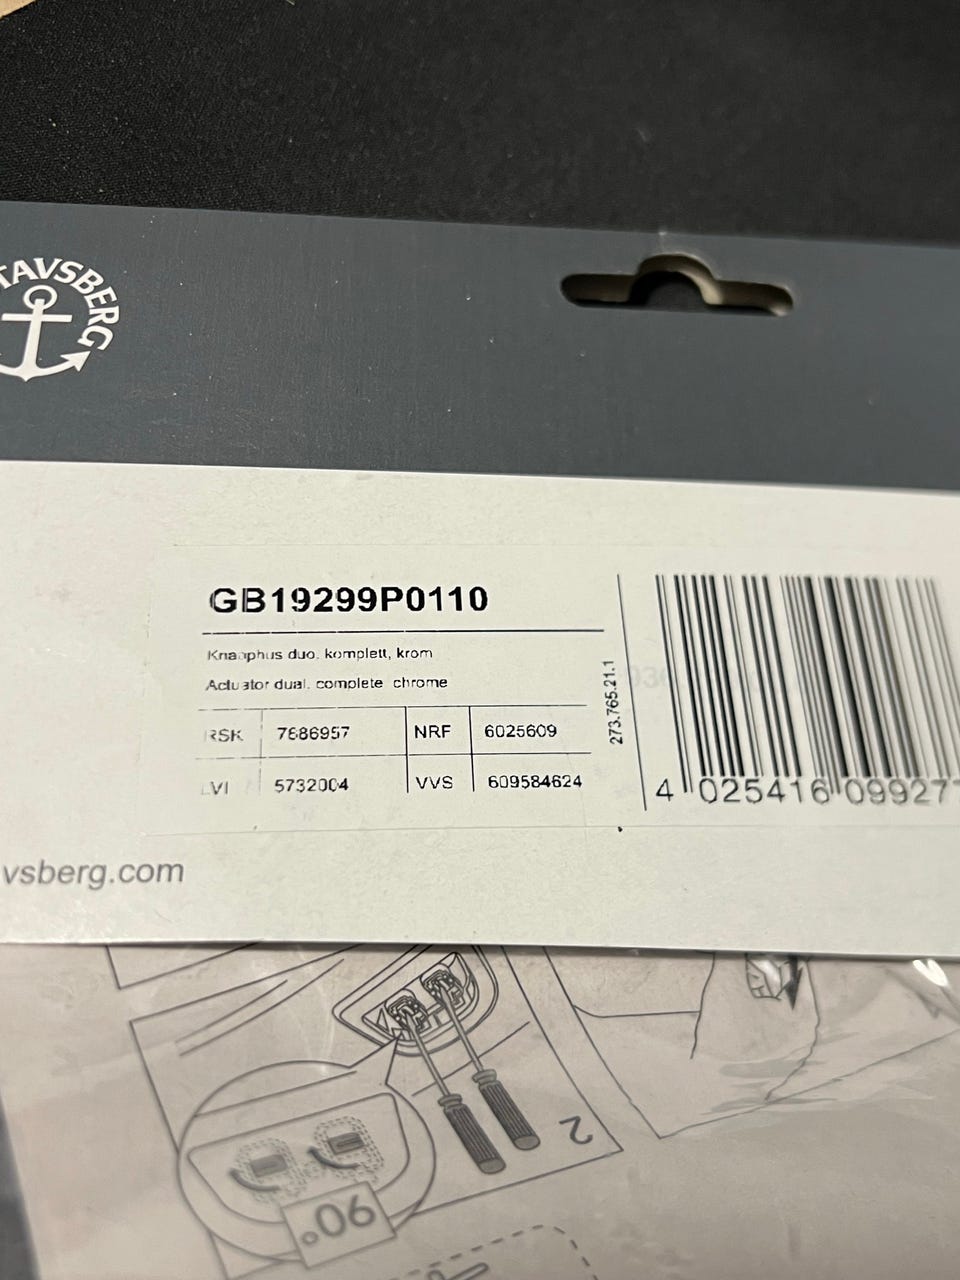 TAVSBERG
GB19299P0110
Knapphus duo, komplett, krom
Actuator dual, complete chrome
RSK 7686957 NRF 6025609
LVI 5732004 VVS 609584624
273.765.21.1
4 025416 09927
vsberg.com
2
90°